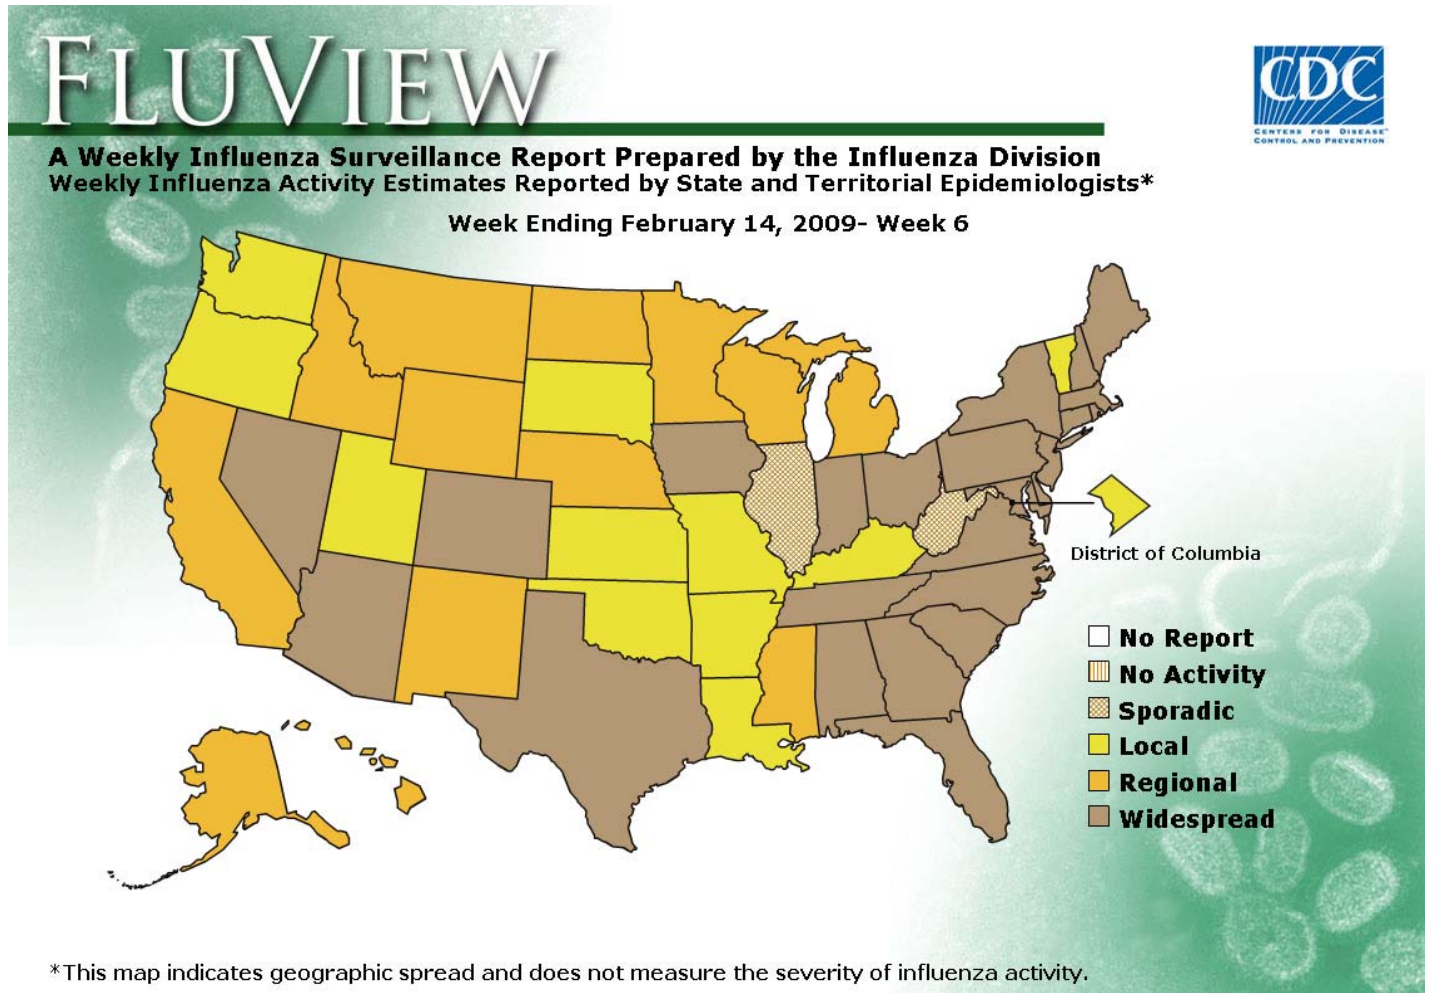 FLUVIEW
CDC
CENTERS FOR DISEASE™
CONTROL AND PREVENTION
A Weekly Influenza Surveillance Report Prepared by the Influenza Division
Weekly Influenza Activity Estimates Reported by State and Territorial Epidemiologists*
Week Ending February 14, 2009- Week 6
District of Columbia
No Report
No Activity
Sporadic
Local
Regional
Widespread
*This map indicates geographic spread and does not measure the severity of influenza activity.